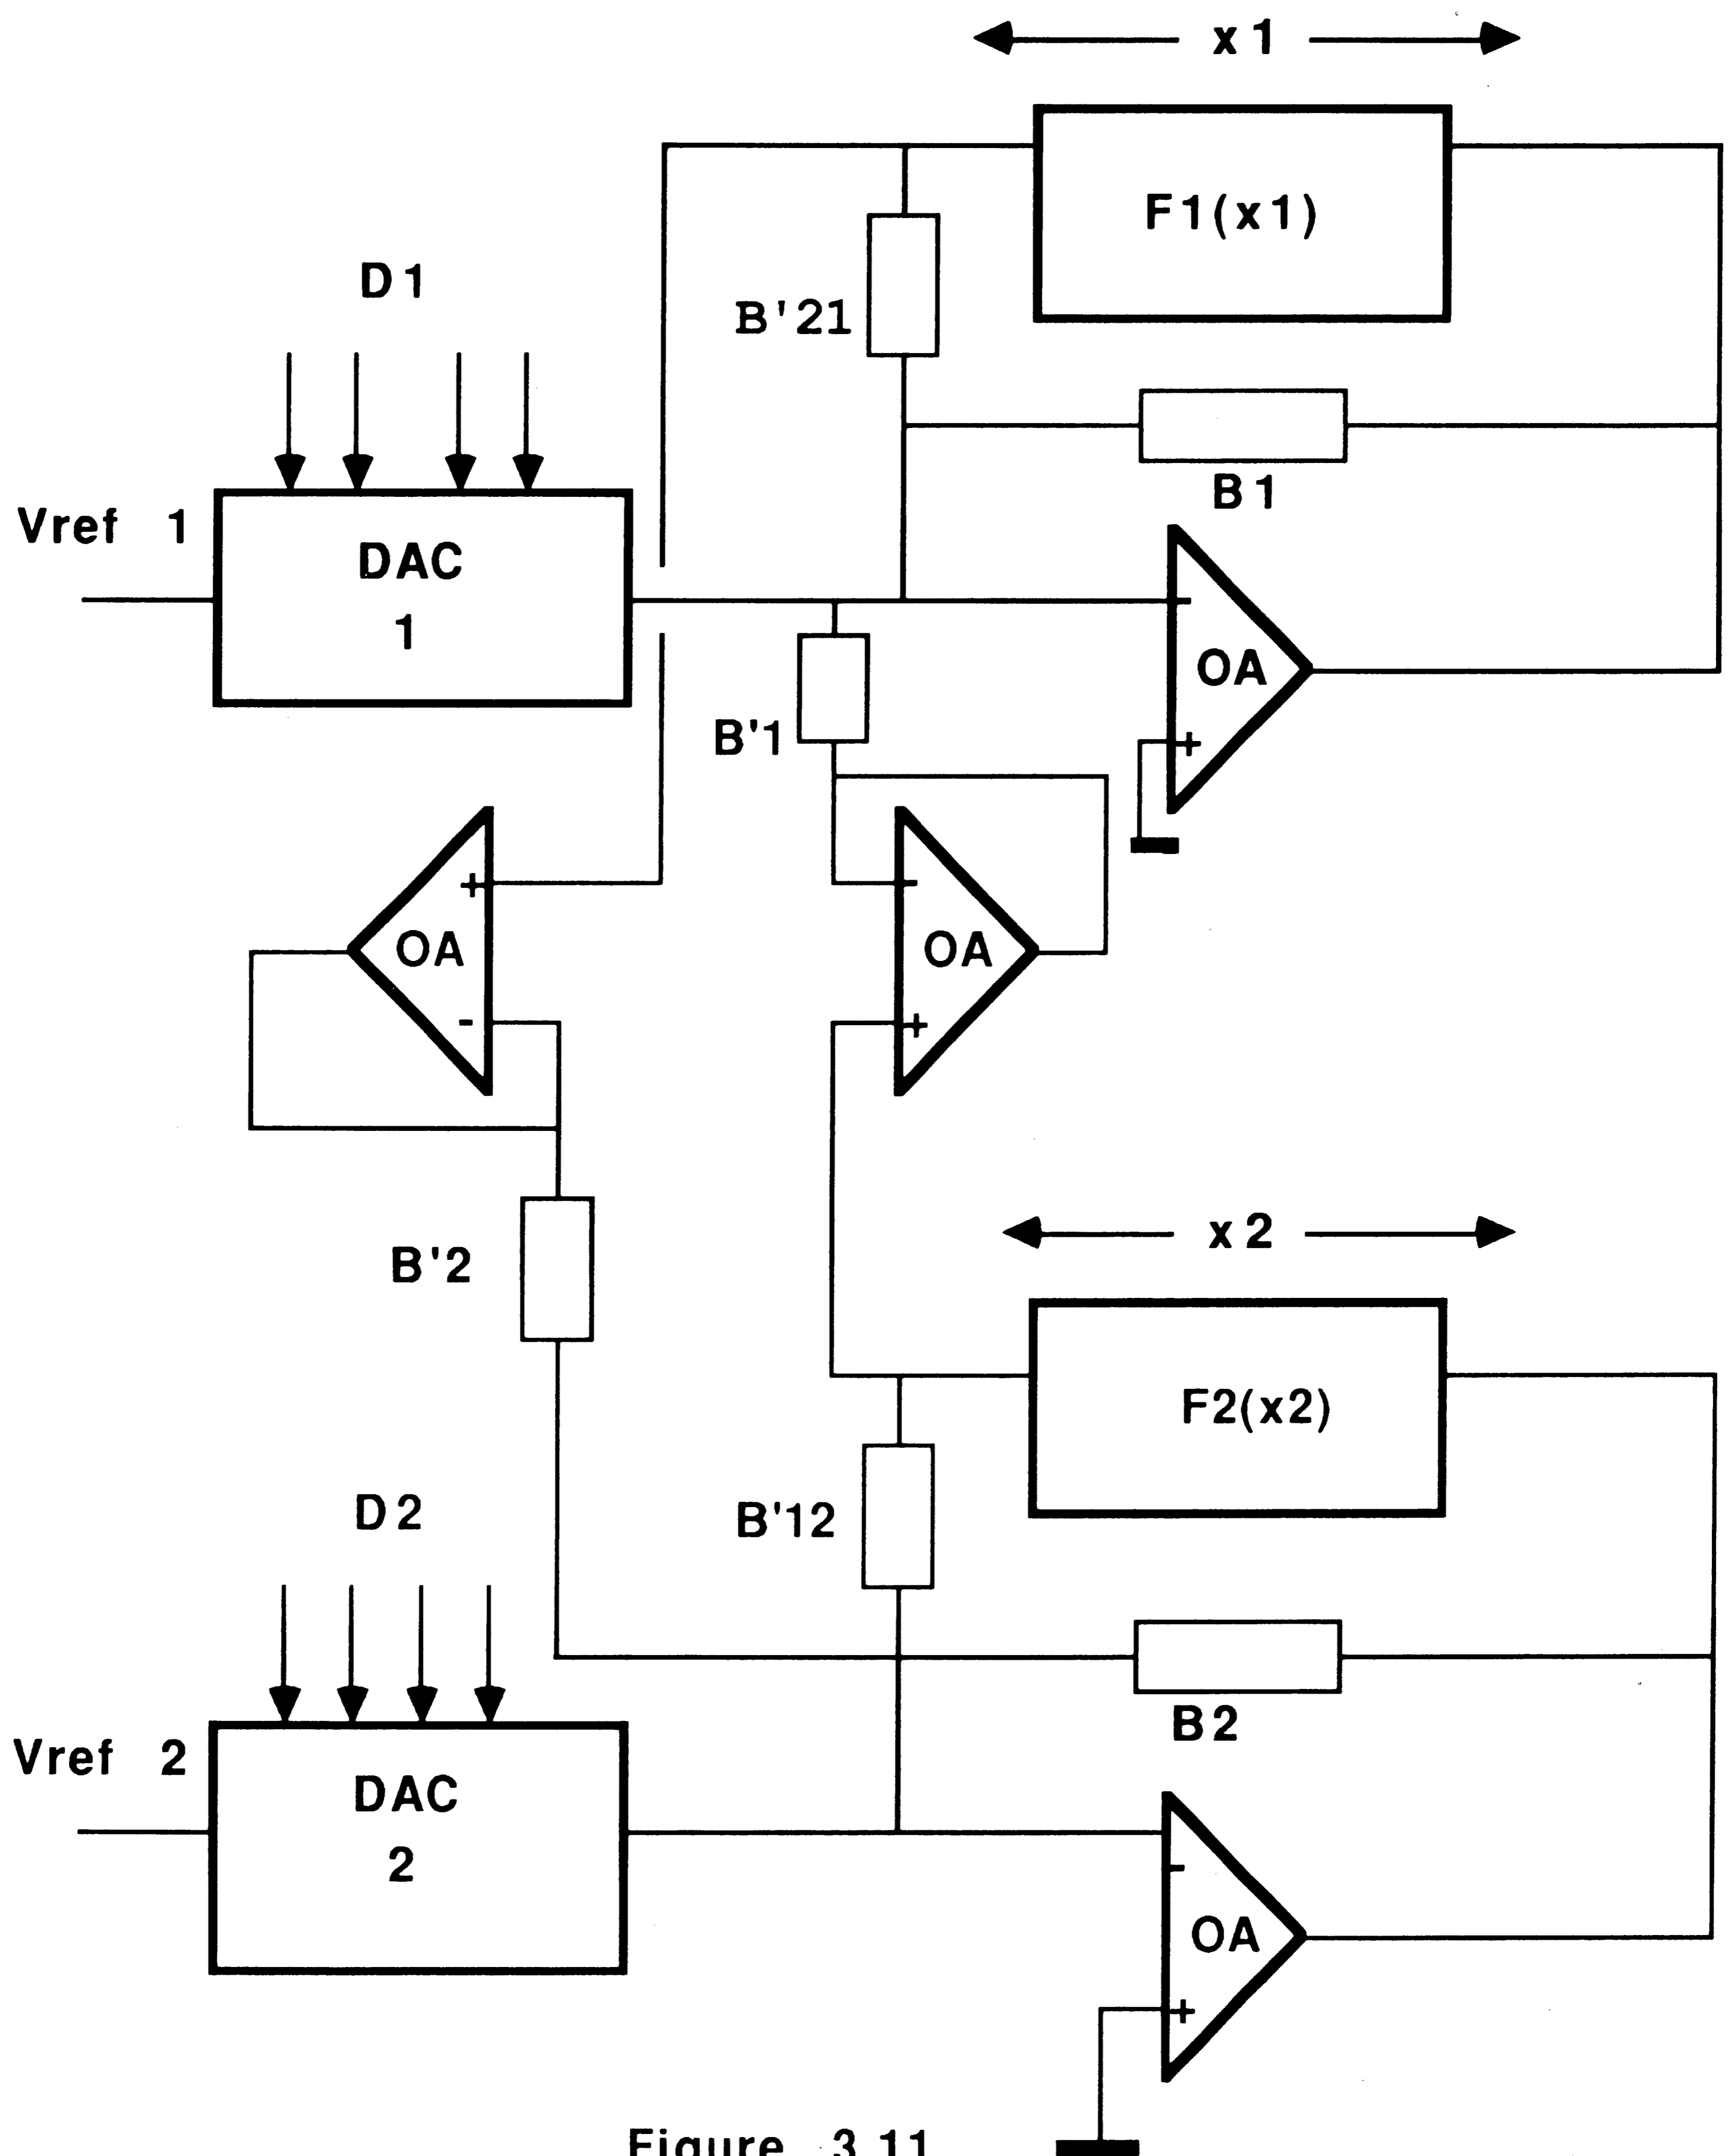 x1
F1(x1)
D1
B'21
B1
Vref 1
DAC
1
-
OA
+
B'1
+
OA
-
-
OA
+
x2
B'2
F2(x2)
D2
B'12
B2
Vref 2
DAC
2
-
OA
+
Figure 3.11